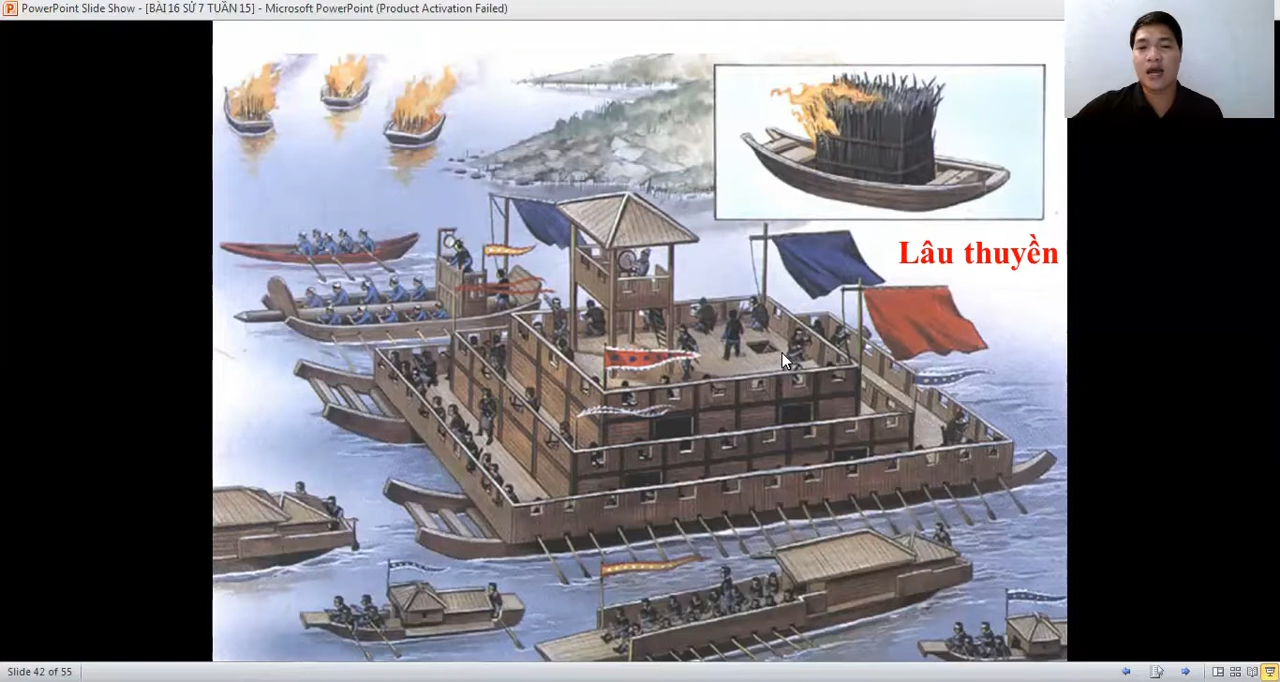 PowerPoint Slide Show - [BÀI 16 SỬ 7 TUẦN 15] - Microsoft PowerPoint (Product Activation Failed)
Lâu thuyền
Slide 42 of 55